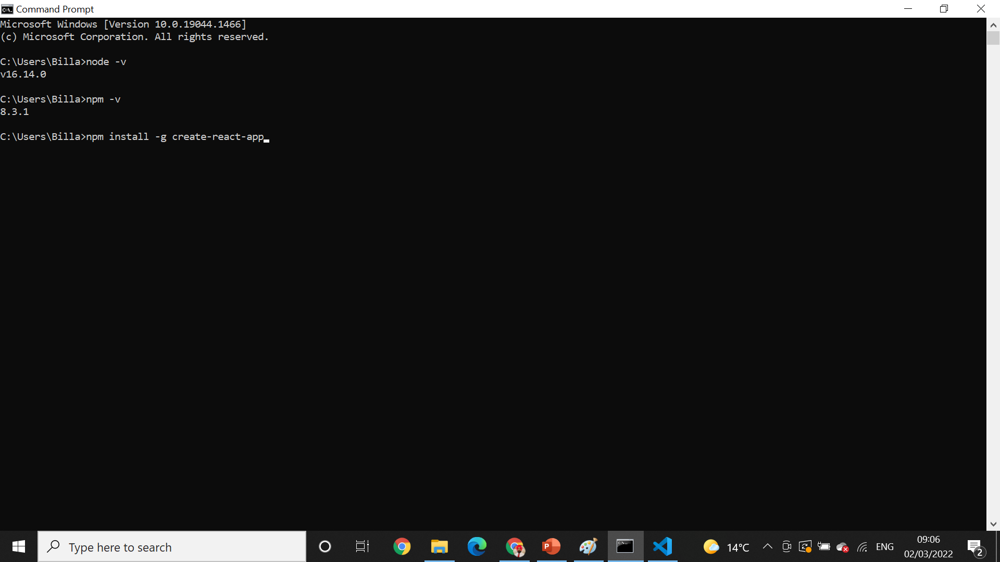 Command Prompt
Microsoft Windows [Version 10.0.19044.1466]
(c) Microsoft Corporation. All rights reserved.
C:\Users\Billa>node -v
v16.14.0
C:\Users\Billa>npm -v
8.3.1
C:\Users\Billa>npm install -g create-react-app
Type here to search
14°C
ENG
09:06
02/03/2022
2